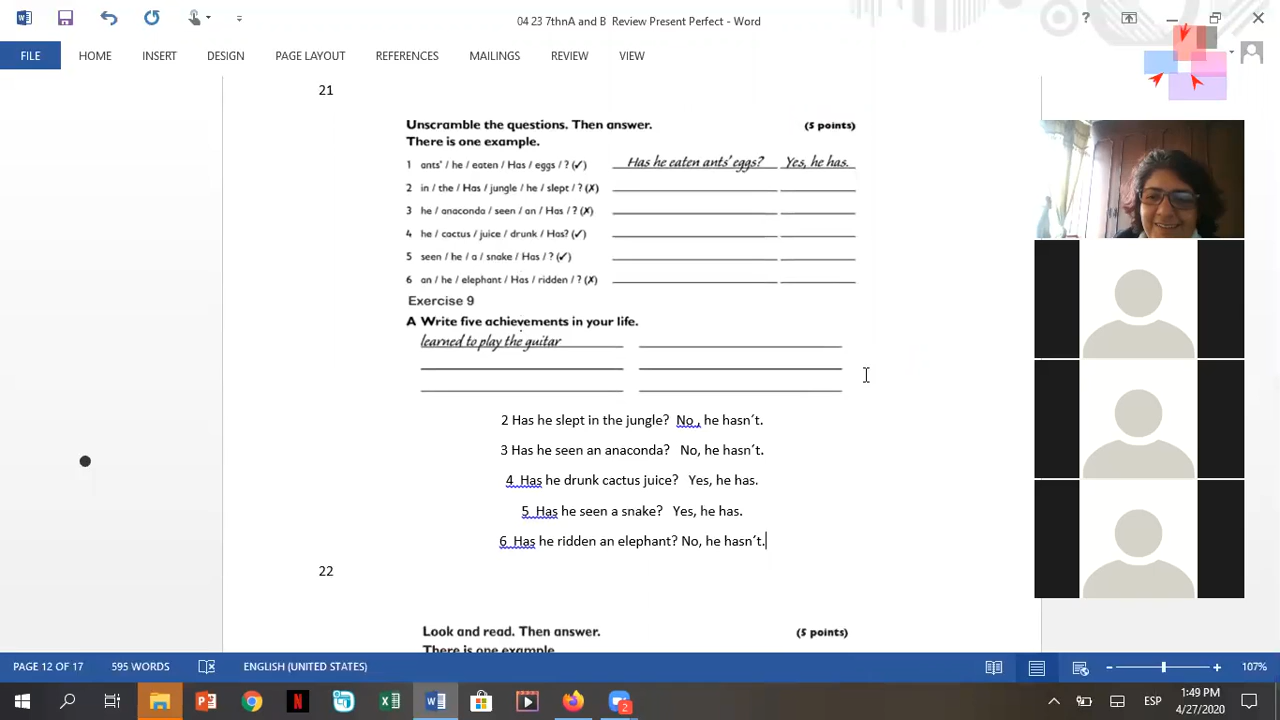 04 23 7thnA and B  Review Present Perfect - Word
FILE HOME INSERT DESIGN PAGE LAYOUT REFERENCES MAILINGS REVIEW VIEW
21
Unscramble the questions. Then answer. (5 points)
There is one example.
1 ants' / he / eaten / Has / eggs / ? (✓) Has he eaten ants' eggs? Yes, he has.
2 in / the / Has / jungle / he / slept / ? (✗)
3 he / anaconda / seen / an / Has / ? (✗)
4 he / cactus / juice / drunk / Has? (✓)
5 seen / he / a / snake / Has / ? (✓)
6 an / he / elephant / Has / ridden / ? (✗)
Exercise 9
A Write five achievements in your life.
learned to play the guitar
2 Has he slept in the jungle?  No , he hasn´t.
3 Has he seen an anaconda?   No, he hasn´t.
4  Has he drunk cactus juice?   Yes, he has.
5  Has he seen a snake?   Yes, he has.
6  Has he ridden an elephant? No, he hasn´t.
22
Look and read. Then answer. (5 points)
There is one example
PAGE 12 OF 17 595 WORDS ENGLISH (UNITED STATES) 107%
2 ESP 1:49 PM
4/27/2020